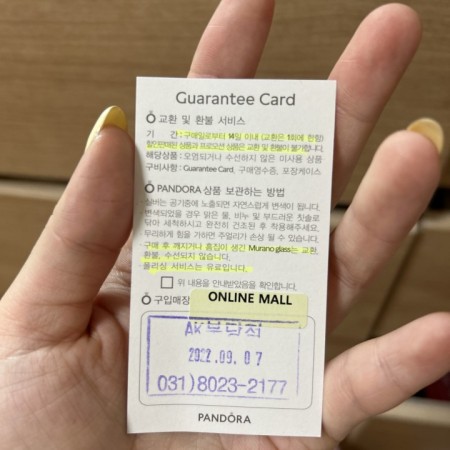 Guarantee Card
교환 및 환불 서비스
기 간 : 구매일로부터 14일 이내 (교환은 1회에 한함)
할인판매된 상품과 프로모션 상품은 교환 및 환불이 불가합니다.
해당상품 : 오염되거나 수선하지 않은 미사용 상품
구비사항 : Guarantee Card, 구매영수증, 포장케이스
PANDORA 상품 보관하는 방법
실버는 공기중에 노출되면 자연스럽게 변색이 됩니다.
변색되었을 경우 맑은 물, 비누 및 부드러운 칫솔로
닦아 세척하시고 완전히 건조된 후 착용해주세요.
무리하게 힘을 가하면 주얼리가 손상 될 수 있습니다.
구매 후 깨지거나 흠집이 생긴 Murano glass는 교환,
환불, 수선되지 않습니다.
폴리싱 서비스는 유료입니다.
위 내용을 안내받았음을 확인합니다.
구입매장 ONLINE MALL
AK분당점
2022.09.07
031)8023-2177
PANDORA